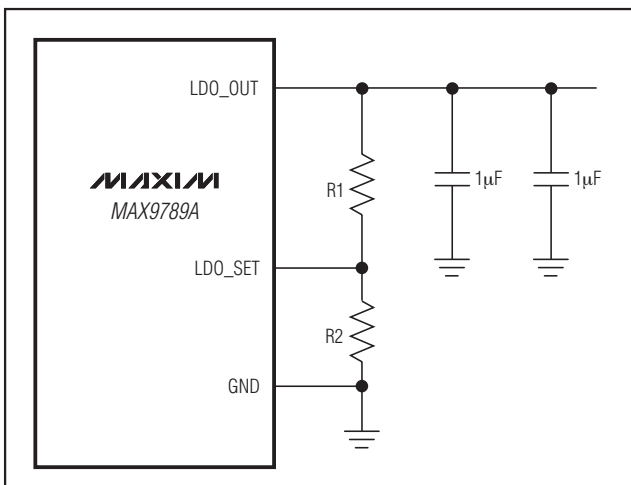 LDO_OUT
MAXIM
MAX9789A
R1
1µF
1µF
LDO_SET
R2
GND